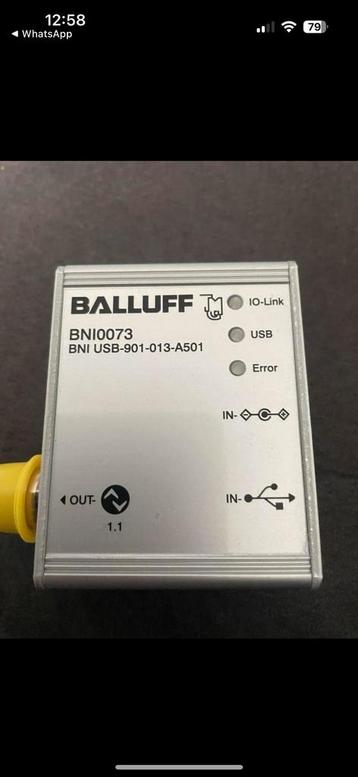 12:58
79
◀ WhatsApp
BALLUFF
IO-Link
BNI0073
USB
BNI USB-901-013-A501
Error
IN-
OUT-
IN-
1.1